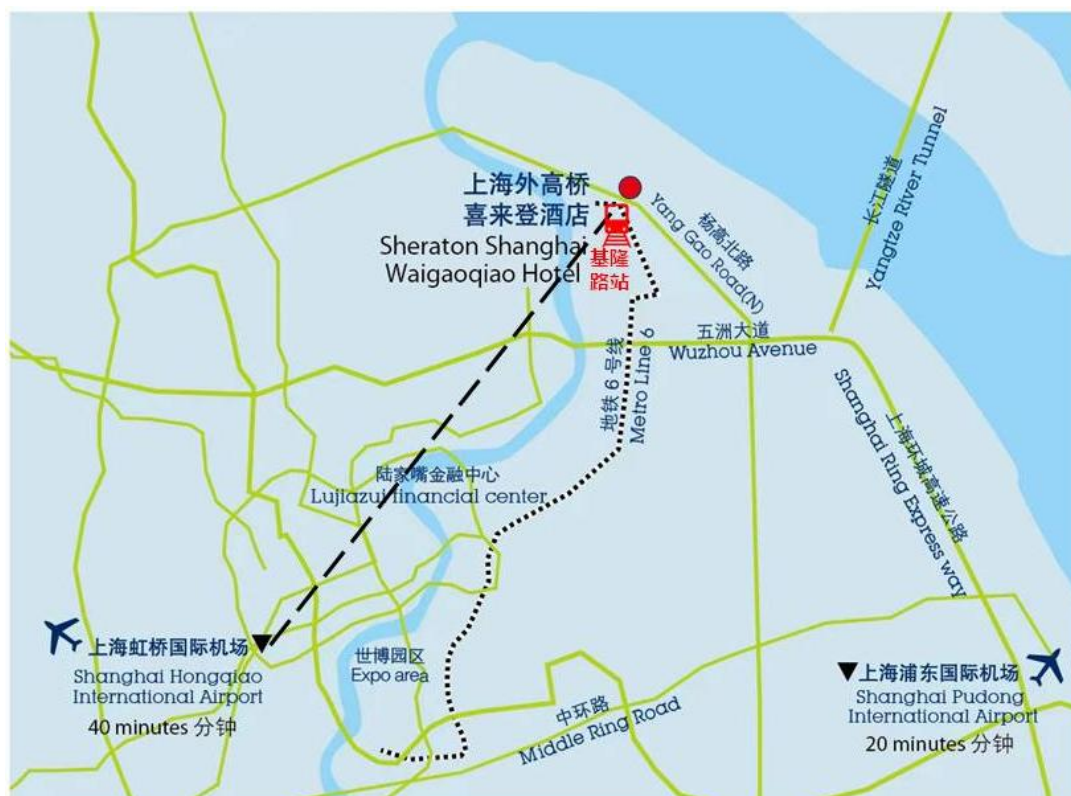 上海外高桥
喜来登酒店
Sheraton Shanghai
Waigaoqiao Hotel
基隆
路站
杨高北路
Yang Gao Road(N)
长江隧道
Yangtze River Tunnel
五洲大道
Wuzhou Avenue
地铁 6 号线
Metro Line 6
上海环城高速公路
Shanghai Ring Express way
陆家嘴金融中心
Lujiazui financial center
上海虹桥国际机场
Shanghai Hongqiao
International Airport
40 minutes 分钟
世博园区
Expo area
中环路
Middle Ring Road
上海浦东国际机场
Shanghai Pudong
International Airport
20 minutes 分钟